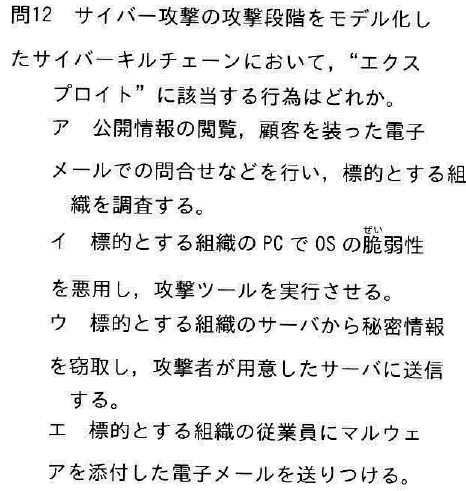 問12　サイバー攻撃の攻撃段階をモデル化し
たサイバーキルチェーンにおいて，“エクス
プロイト”に該当する行為はどれか。
ア　公開情報の閲覧，顧客を装った電子
メールでの問合せなどを行い，標的とする組
織を調査する。
イ　標的とする組織のPCでOSの脆弱性
を悪用し，攻撃ツールを実行させる。
ウ　標的とする組織のサーバから秘密情報
を窃取し，攻撃者が用意したサーバに送信
する。
エ　標的とする組織の従業員にマルウェ
アを添付した電子メールを送りつける。